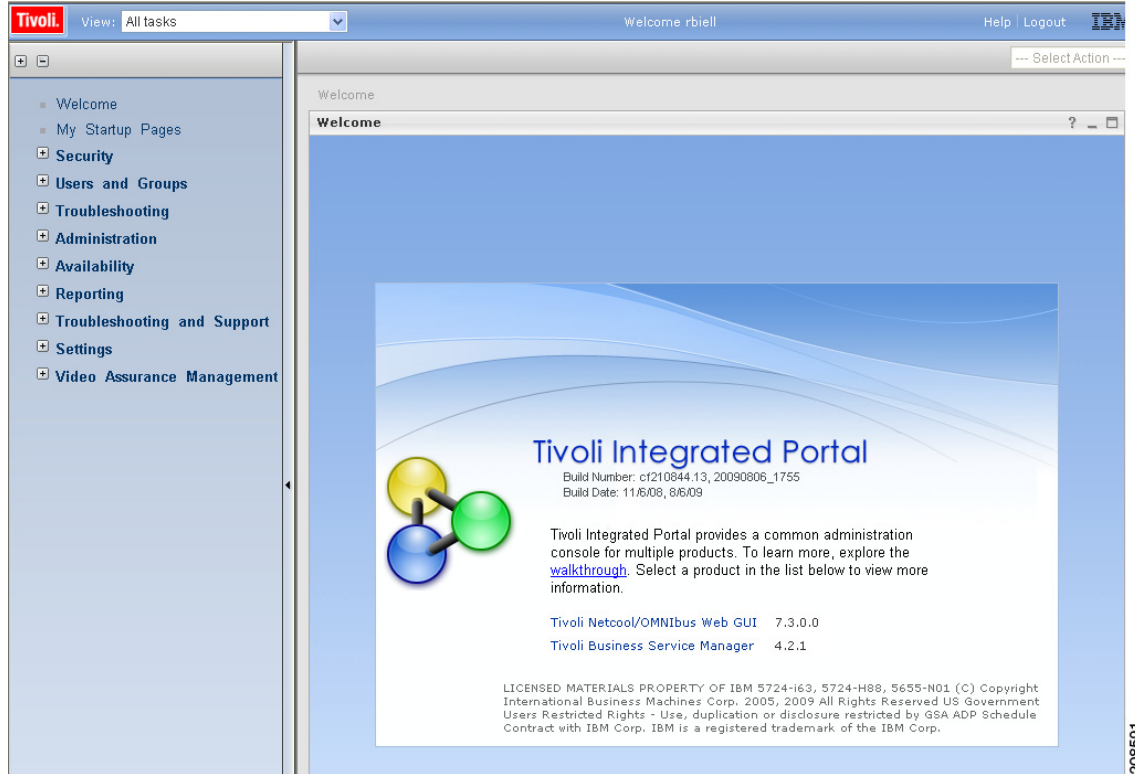 Tivoli. View: All tasks Welcome rbiell Help Logout IBM
--- Select Action ---
Welcome
My Startup Pages
Security
Users and Groups
Troubleshooting
Administration
Availability
Reporting
Troubleshooting and Support
Settings
Video Assurance Management
Welcome
Welcome ?
Tivoli Integrated Portal
Build Number: cf210844.13, 20090806_1755
Build Date: 11/6/08, 8/6/09
Tivoli Integrated Portal provides a common administration
console for multiple products. To learn more, explore the
walkthrough. Select a product in the list below to view more
information.
Tivoli Netcool/OMNIbus Web GUI 7.3.0.0
Tivoli Business Service Manager 4.2.1
LICENSED MATERIALS PROPERTY OF IBM 5724-i63, 5724-H88, 5655-N01 (C) Copyright
International Business Machines Corp. 2005, 2009 All Rights Reserved US Government
Users Restricted Rights - Use, duplication or disclosure restricted by GSA ADP Schedule
Contract with IBM Corp. IBM is a registered trademark of the IBM Corp.